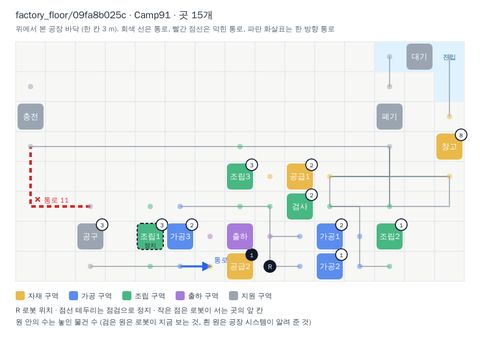 factory_floor/09fa8b025c · Camp91 · 곳 15개
위에서 본 공장 바닥 (한 칸 3 m). 회색 선은 통로, 빨간 점선은 막힌 통로, 파란 화살표는 한 방향 통로
대기
진입
충전
폐기
8
창고
3
조립3
2
공급1
2
검사
✕ 통로 11
3
공구
3
조립1
2
가공3
출하
2
가공1
1
조립2
통로
1
공급2
R
1
가공2
자재 구역
가공 구역
조립 구역
출하 구역
지원 구역
R 로봇 위치 · 점선 테두리는 점검으로 정지 · 작은 점은 로봇이 서는 곳의 앞 칸
원 안의 수는 놓인 물건 수 (검은 원은 로봇이 지금 보는 것, 흰 원은 공장 시스템이 알려 준 것)